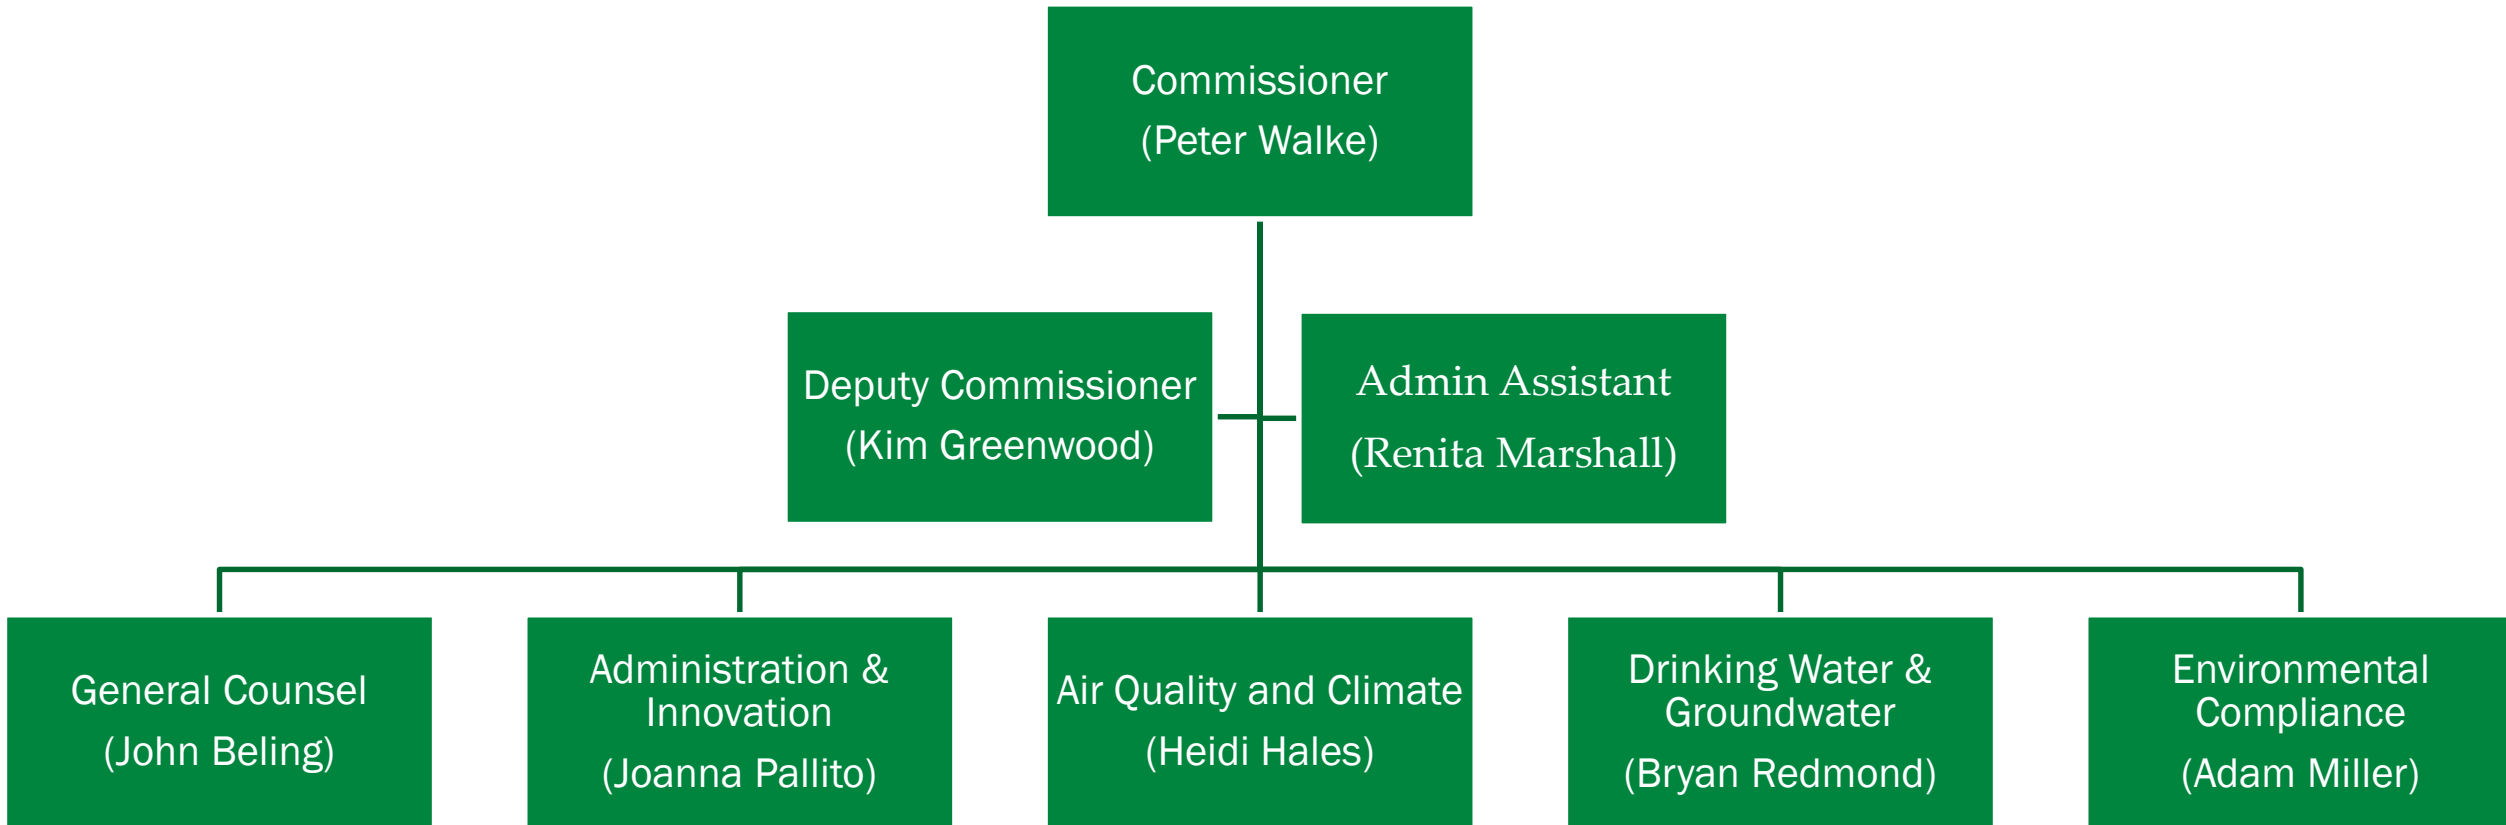 Commissioner
(Peter Walke)
Deputy Commissioner
(Kim Greenwood)
Admin Assistant
(Renita Marshall)
General Counsel
(John Beling)
Administration &
Innovation
(Joanna Pallito)
Air Quality and Climate
(Heidi Hales)
Drinking Water &
Groundwater
(Bryan Redmond)
Environmental
Compliance
(Adam Miller)